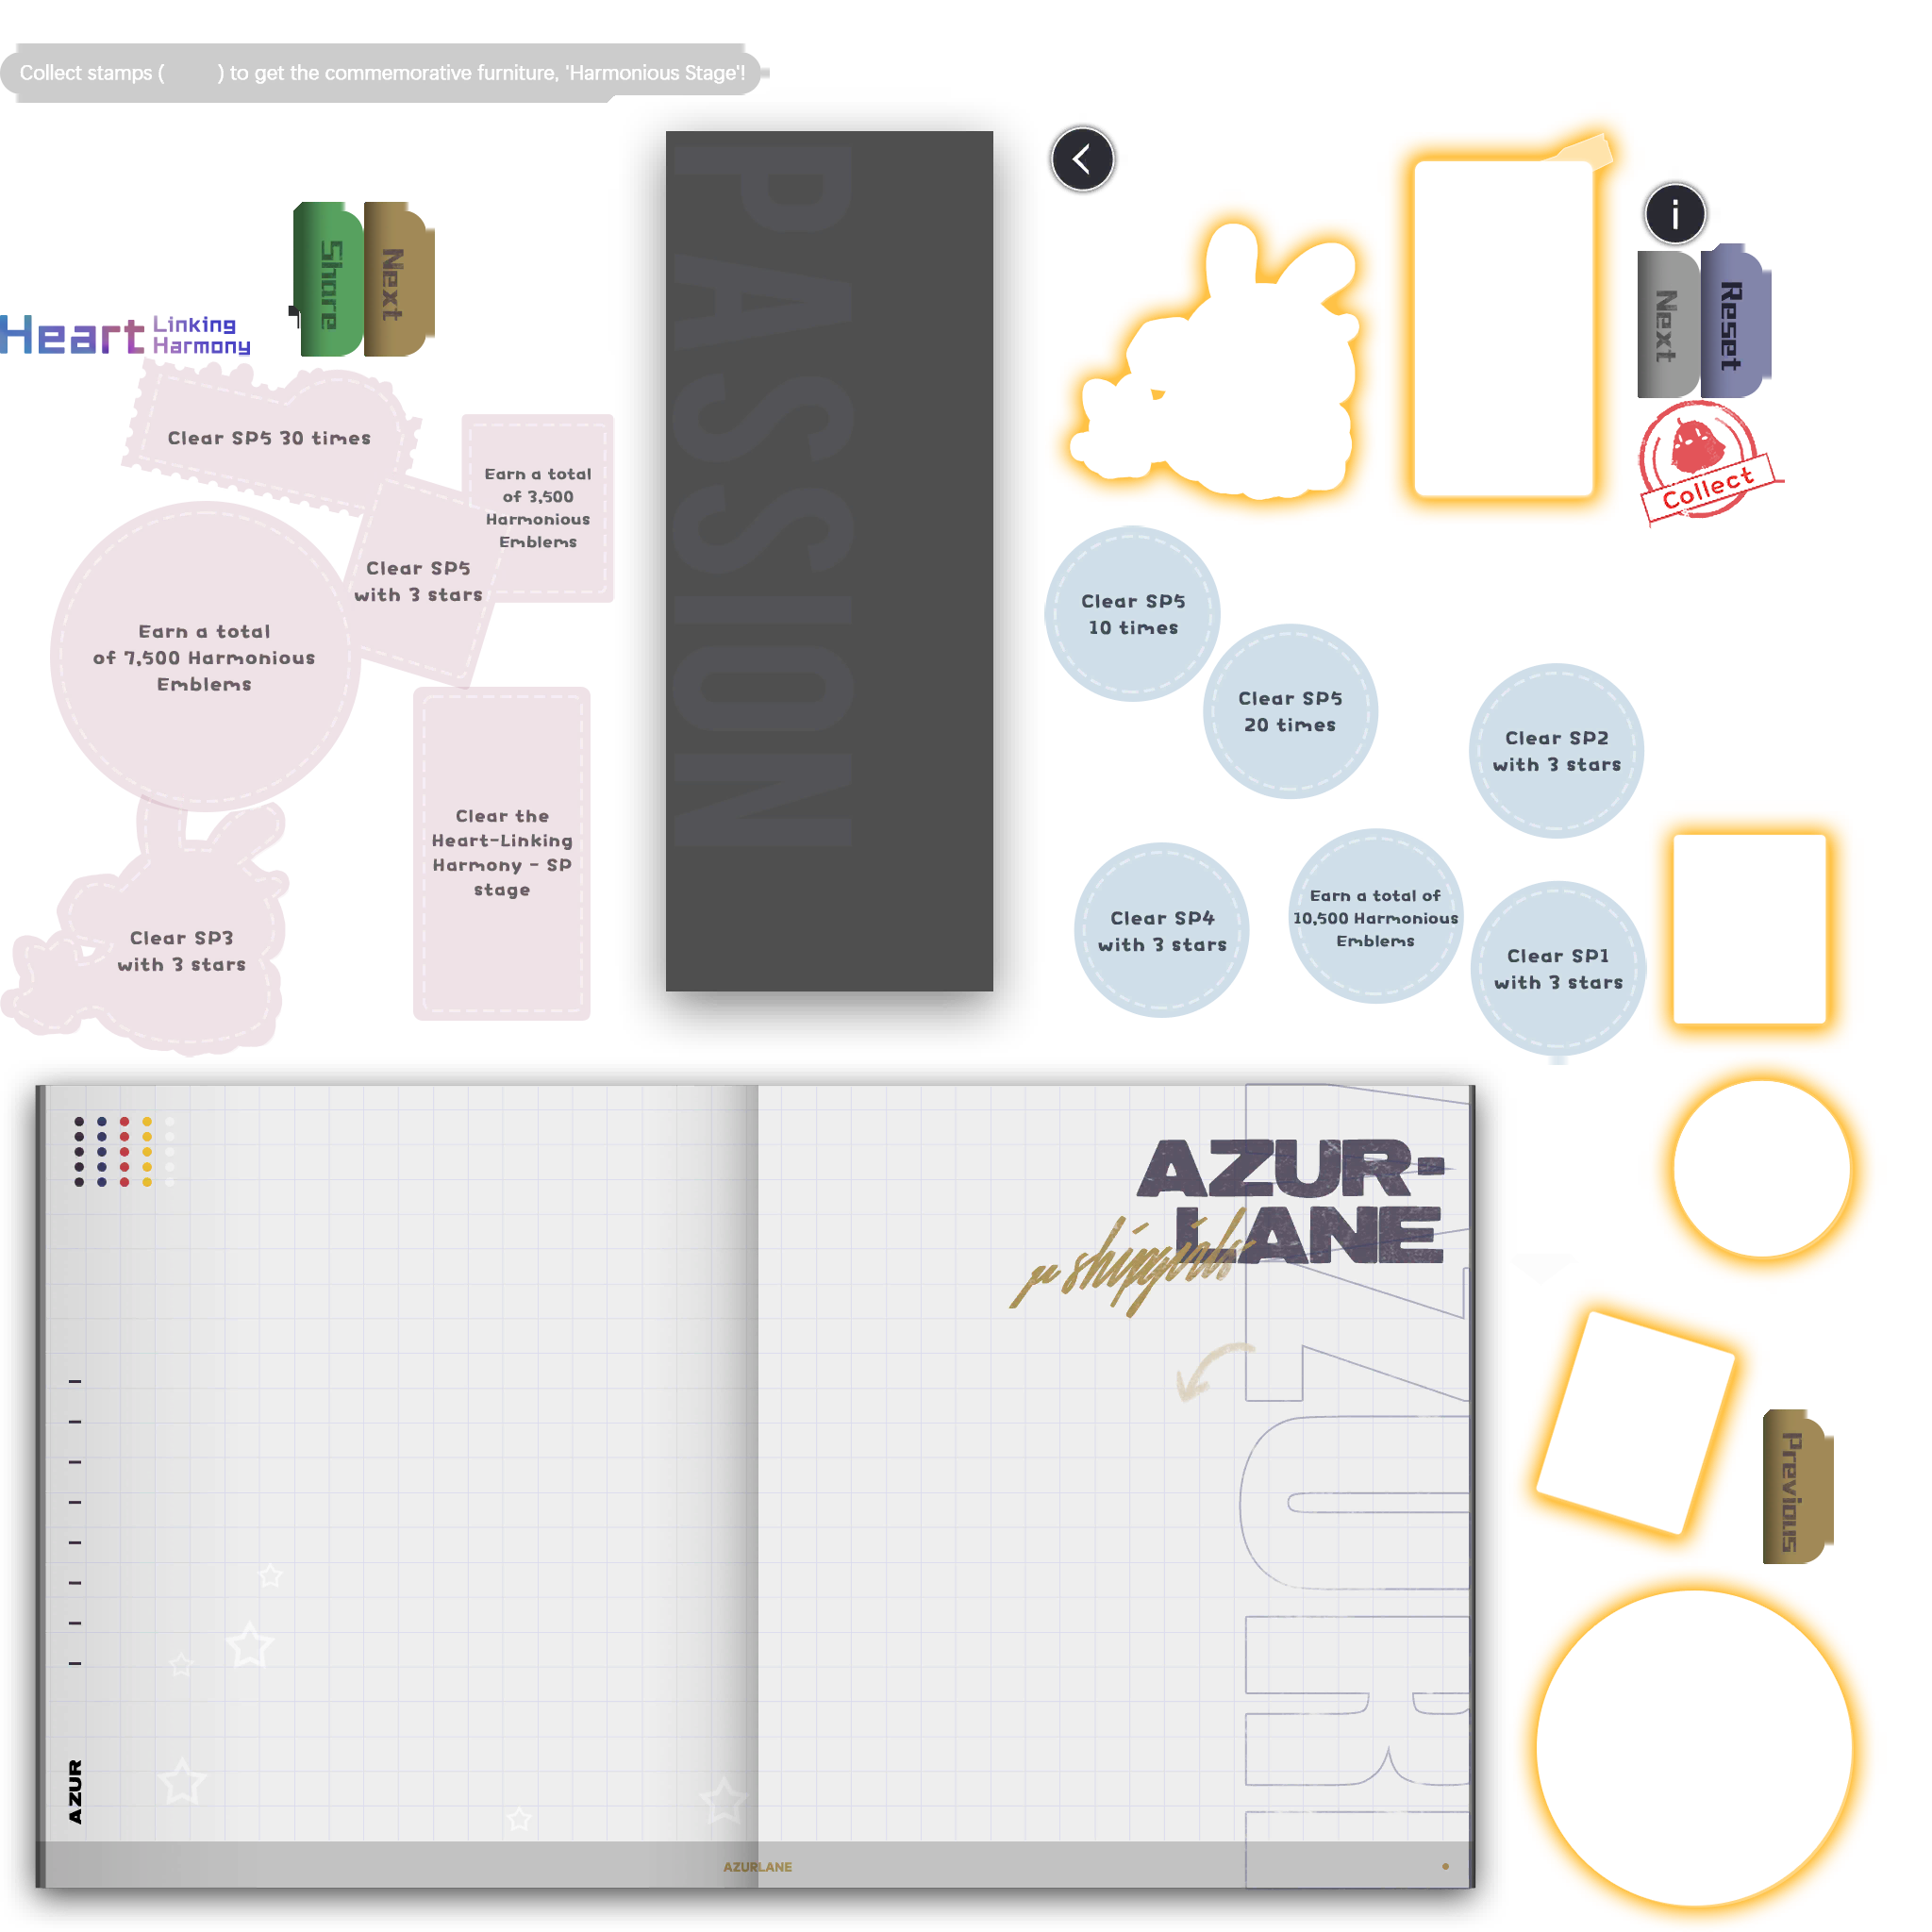 Collect stamps (        ) to get the commemorative furniture, 'Harmonious Stage'!
Share
Next
Heart Linking
Harmony
Clear SP5 30 times
Earn a total
of 3,500
Harmonious
Emblems
Clear SP5
with 3 stars
Earn a total
of 7,500 Harmonious
Emblems
Clear the
Heart-Linking
Harmony - SP
stage
Clear SP3
with 3 stars
PASSION
i
Next
Reset
Collect
Clear SP5
10 times
Clear SP5
20 times
Clear SP2
with 3 stars
Clear SP4
with 3 stars
Earn a total of
10,500 Harmonious
Emblems
Clear SP1
with 3 stars
AZUR-
LANE
μ shipgirls
AZUR
AZUR
AZURLANE
Previous